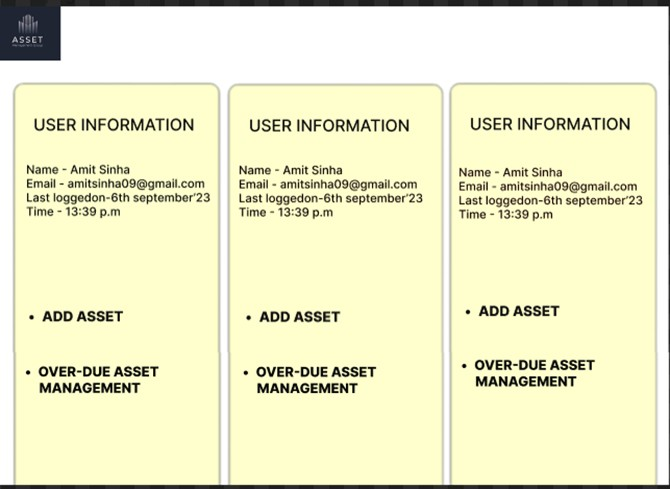 ASSET
Management Group
USER INFORMATION
Name - Amit Sinha
Email - amitsinha09@gmail.com
Last loggedon-6th september'23
Time - 13:39 p.m
• ADD ASSET
• OVER-DUE ASSET
MANAGEMENT
USER INFORMATION
Name - Amit Sinha
Email - amitsinha09@gmail.com
Last loggedon-6th september'23
Time - 13:39 p.m
• ADD ASSET
• OVER-DUE ASSET
MANAGEMENT
USER INFORMATION
Name - Amit Sinha
Email - amitsinha09@gmail.com
Last loggedon-6th september'23
Time - 13:39 p.m
• ADD ASSET
• OVER-DUE ASSET
MANAGEMENT